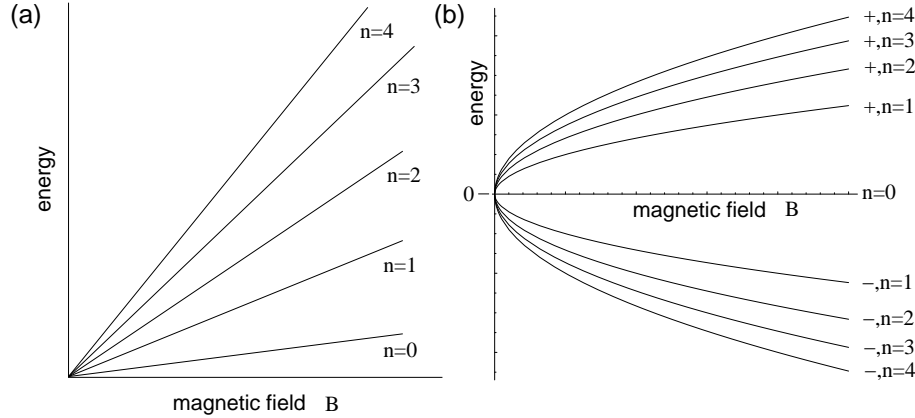 (a)
energy
n=4
n=3
n=2
n=1
n=0
magnetic field B
(b)
energy
+,n=4
+,n=3
+,n=2
+,n=1
0
n=0
magnetic field B
−,n=1
−,n=2
−,n=3
−,n=4